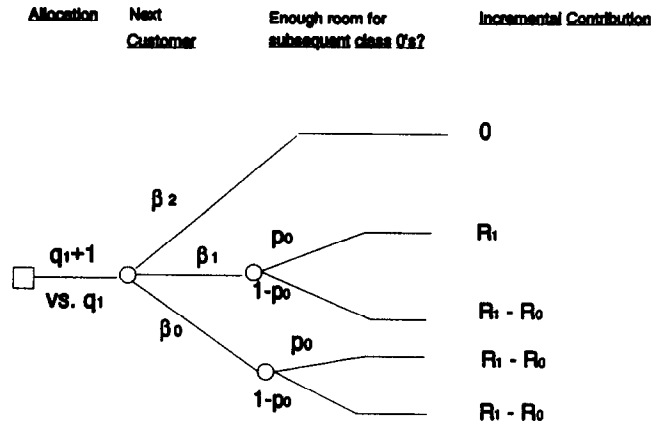 Allocation Next Enough room for Incremental Contribution
Customer subsequent class 0's?
0
β2
p0 R1
q1+1 β1
vs. q1 1-p0
R1 - R0
β0 p0
R1 - R0
1-p0
R1 - R0